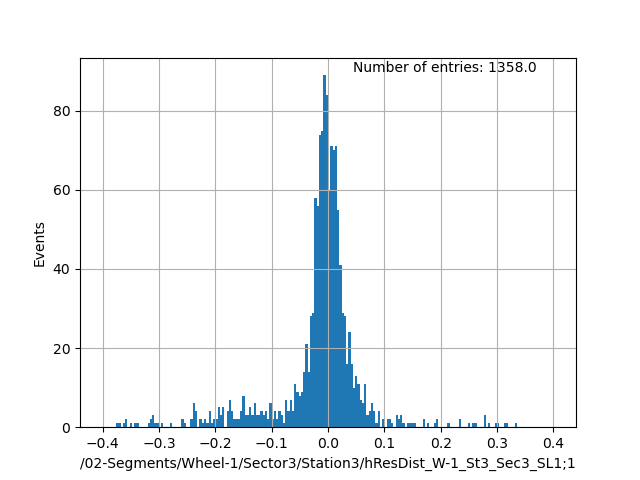 Number of entries: 1358.0
80
60
40
20
0
Events
−0.4 −0.3 −0.2 −0.1 0.0 0.1 0.2 0.3 0.4
/02-Segments/Wheel-1/Sector3/Station3/hResDist_W-1_St3_Sec3_SL1;1